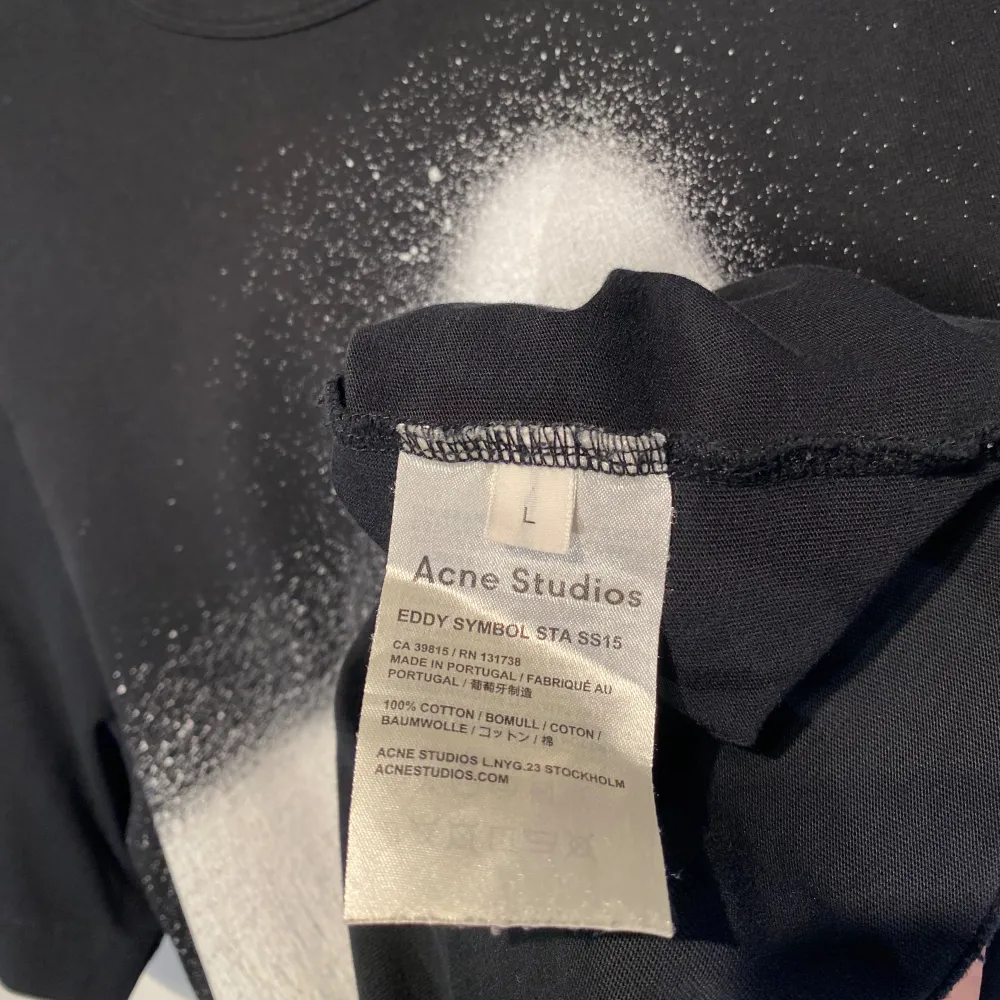 L
Acne Studios
EDDY SYMBOL STA SS15
CA 39815 / RN 131738
MADE IN PORTUGAL / FABRIQUÉ AU
PORTUGAL / 葡萄牙制造
100% COTTON / BOMULL / COTON /
BAUMWOLLE / コットン / 棉
ACNE STUDIOS L.NYG.23 STOCKHOLM
ACNESTUDIOS.COM